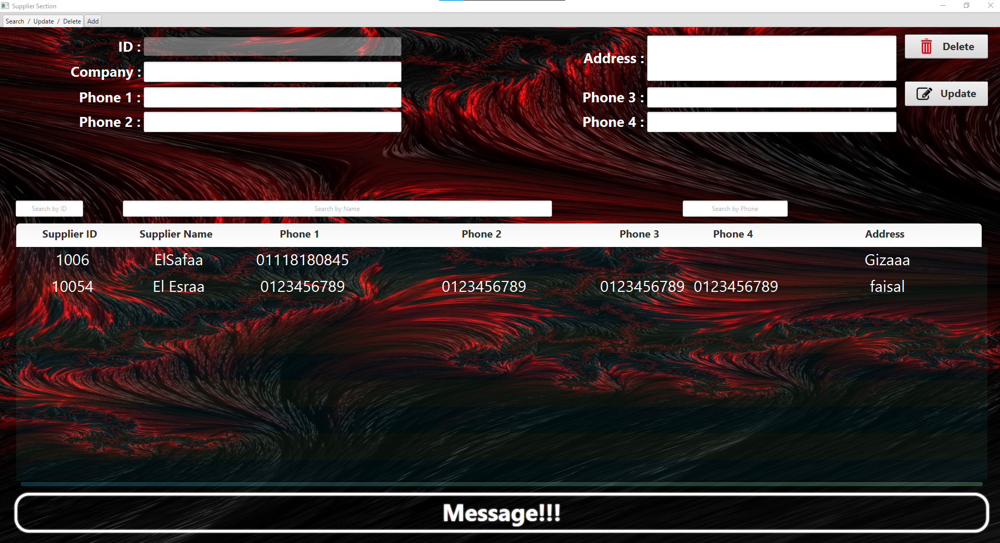 Supplier Section
Search / Update / Delete Add
ID :
Company :
Phone 1 :
Phone 2 :
Address :
Phone 3 :
Phone 4 :
Delete
Update
Search by ID Search by Name Search by Phone
Supplier ID Supplier Name Phone 1 Phone 2 Phone 3 Phone 4 Address
1006 ElSafaa 01118180845 Gizaaa
10054 El Esraa 0123456789 0123456789 0123456789 0123456789 faisal
Message!!!